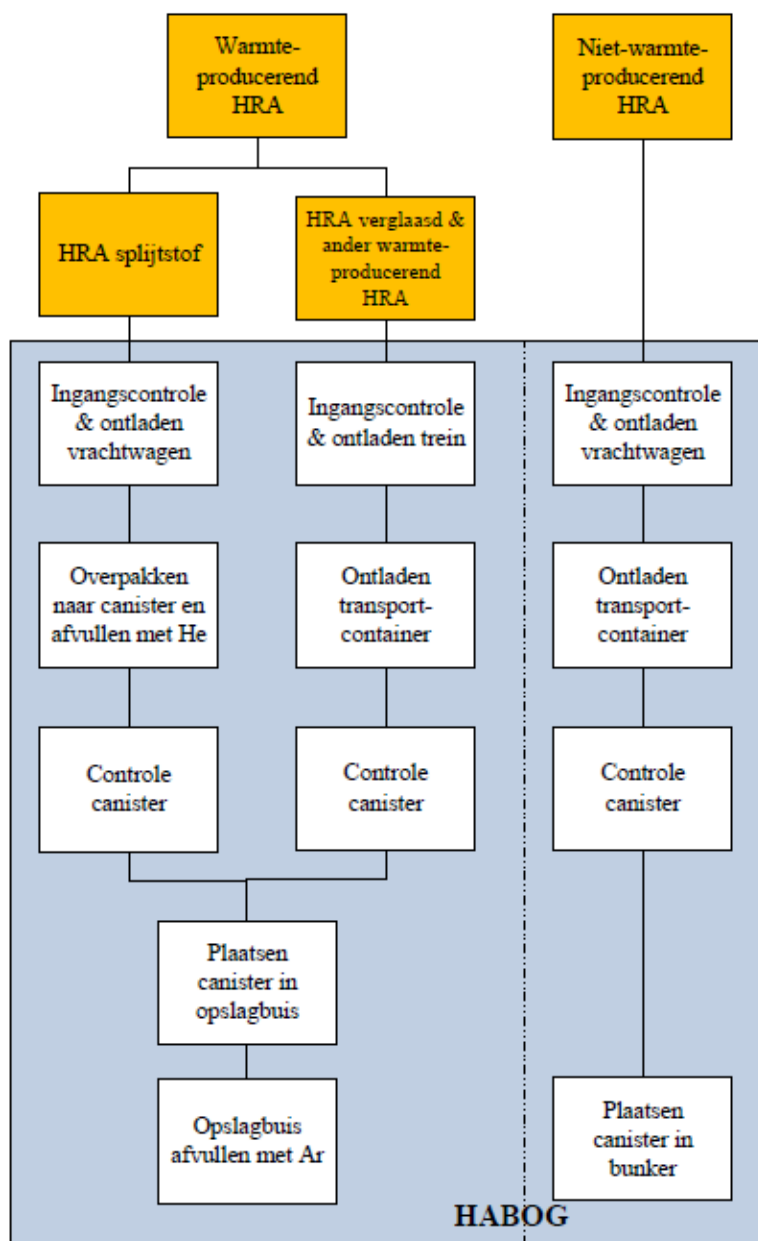 Warmte-
producerend
HRA
Niet-warmte-
producerend
HRA
HRA splijtstof
HRA verglaasd &
ander warmte-
producerend
HRA
Ingangscontrole
& ontladen
vrachtwagen
Ingangscontrole
& ontladen trein
Ingangscontrole
& ontladen
vrachtwagen
Overpakken
naar canister en
afvullen met He
Ontladen
transport-
container
Ontladen
transport-
container
Controle
canister
Controle
canister
Controle
canister
Plaatsen
canister in
opslagbuis
Opslagbuis
afvullen met Ar
Plaatsen
canister in
bunker
HABOG